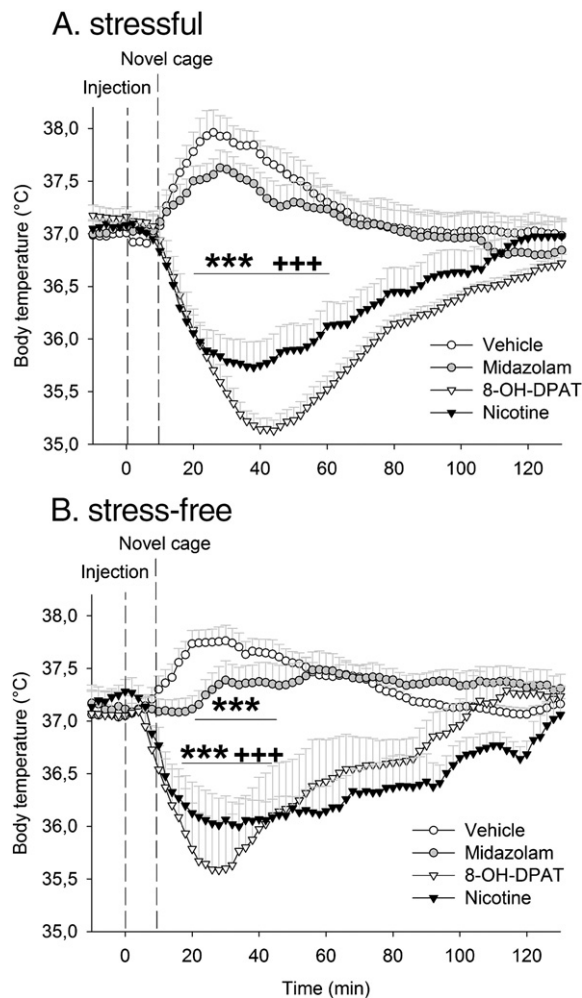 A. stressful
Novel cage
Injection
38,0
37,5
37,0
36,5
36,0
35,5
35,0
Body temperature (°C)
*** +++
Vehicle
Midazolam
8-OH-DPAT
Nicotine
0 20 40 60 80 100 120
B. stress-free
Novel cage
Injection
38,0
37,5
37,0
36,5
36,0
35,5
35,0
Body temperature (°C)
***
*** +++
Vehicle
Midazolam
8-OH-DPAT
Nicotine
0 20 40 60 80 100 120
Time (min)